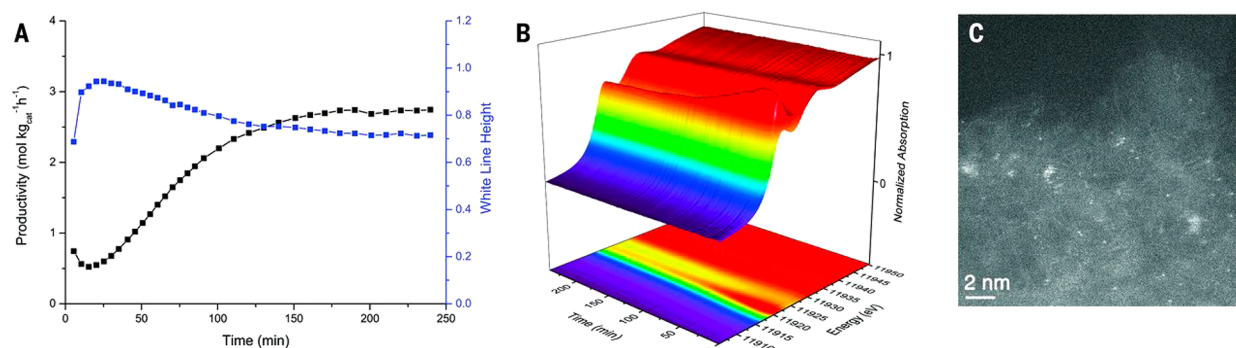 A
Productivity (mol kgcat⁻¹h⁻¹)
4
3
2
1
0
0 50 100 150 200 250
Time (min)
1.2
1.0
0.8
0.6
0.4
0.2
0.0
White Line Height
B
1
0
Normalized Absorption
200
150
100
50
Time (min)
11950
11945
11940
11935
11930
11925
11920
11915
11910
Energy (eV)
C
2 nm